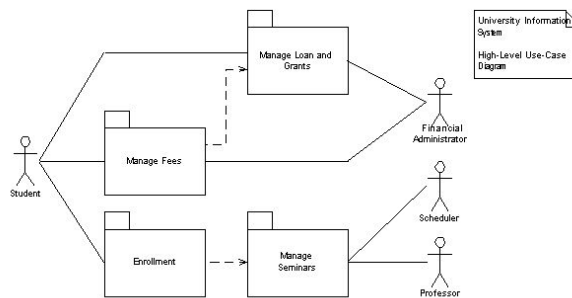 University Information
System
High-Level Use-Case
Diagram
Manage Loan and
Grants
Financial
Administrator
Manage Fees
Student
Scheduler
Enrollment
Manage
Seminars
Professor